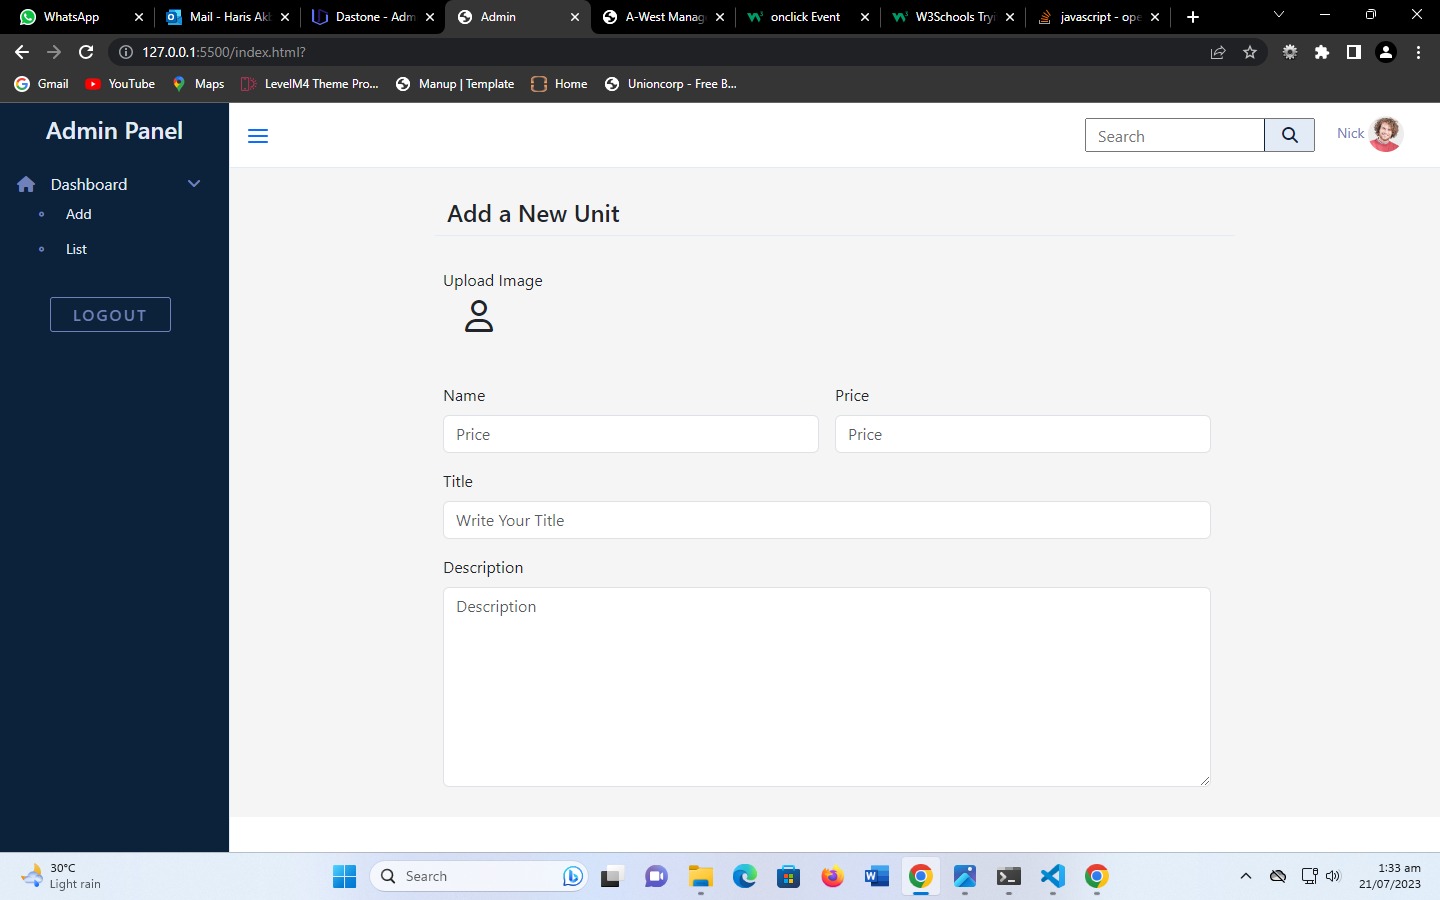 WhatsApp
Mail - Haris Ak
Dastone - Adm
Admin
A-West Manag
onclick Event
W3Schools Tryi
javascript - ope
127.0.0.1:5500/index.html?
Gmail
YouTube
Maps
LevelM4 Theme Pro...
Manup | Template
Home
Unioncorp - Free B...
Admin Panel
Search
Nick
Dashboard
Add
List
LOGOUT
Add a New Unit
Upload Image
Name
Price
Price
Price
Title
Write Your Title
Description
Description
30°C
Light rain
Search
1:33 am
21/07/2023